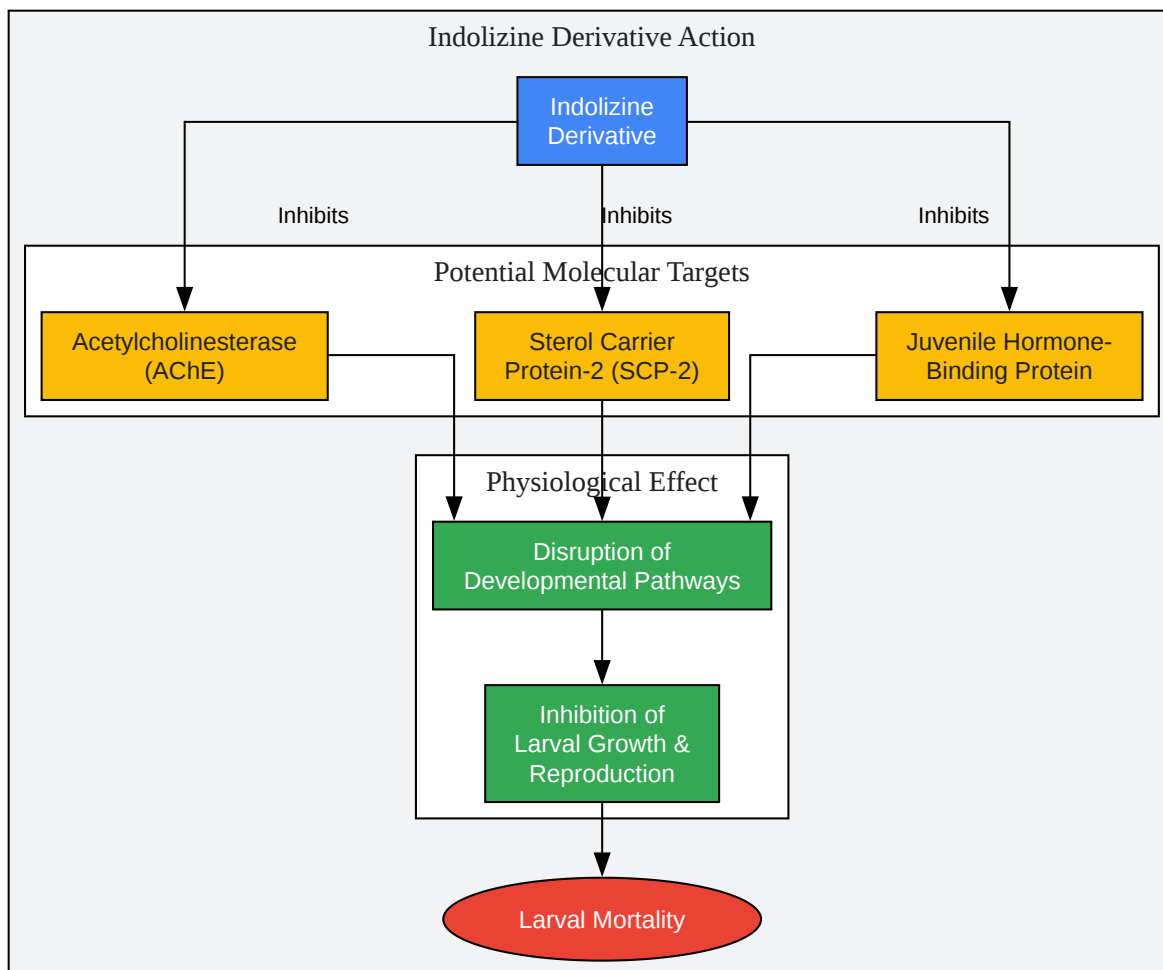 Indolizine Derivative Action
Indolizine
Derivative
Inhibits
Inhibits
Inhibits
Potential Molecular Targets
Acetylcholinesterase
(AChE)
Sterol Carrier
Protein-2 (SCP-2)
Juvenile Hormone-
Binding Protein
Physiological Effect
Disruption of
Developmental Pathways
Inhibition of
Larval Growth &
Reproduction
Larval Mortality